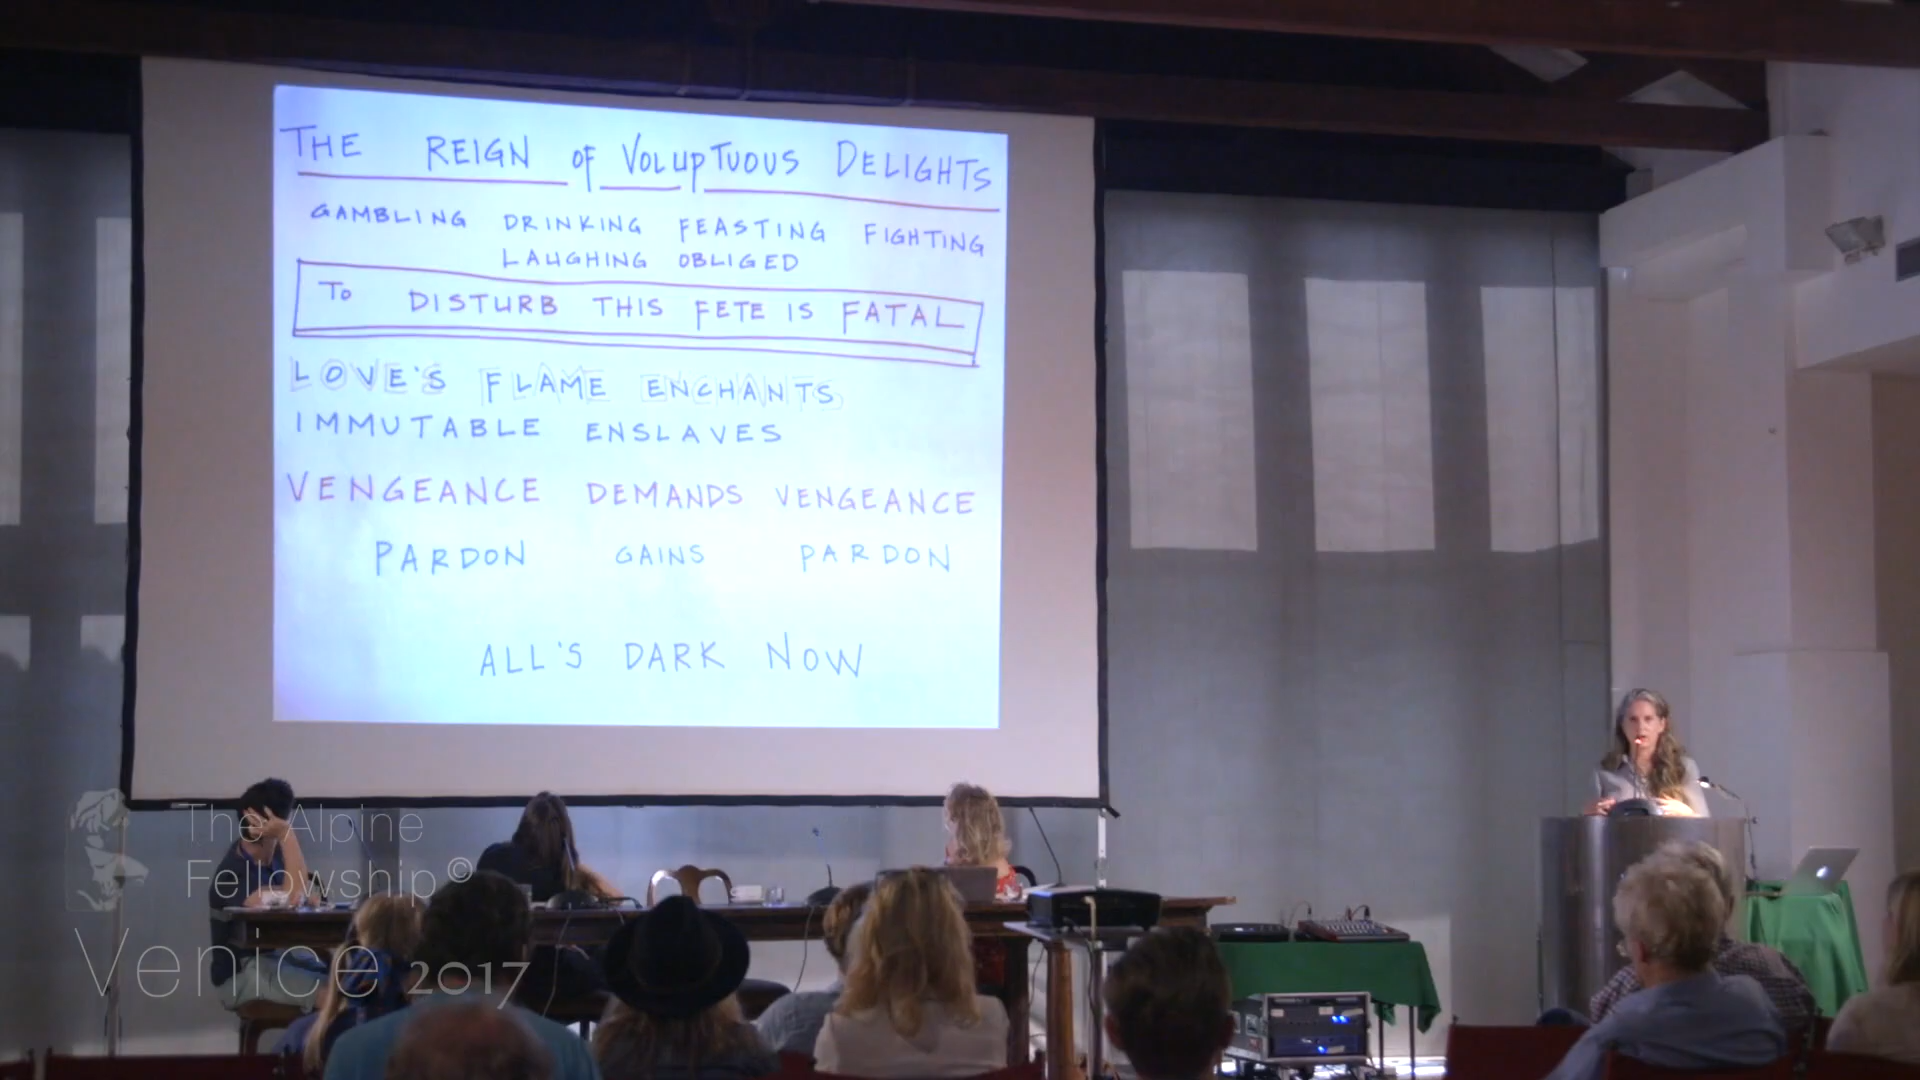 THE REIGN of VOLUPTUOUS DELIGHTS
GAMBLING DRINKING FEASTING FIGHTING
LAUGHING OBLIGED
To DISTURB THIS FETE IS FATAL
LOVE'S FLAME ENCHANTS
IMMUTABLE ENSLAVES
VENGEANCE DEMANDS VENGEANCE
PARDON GAINS PARDON
ALL'S DARK NOW
The Alpine
Fellowship©
Venice 2017